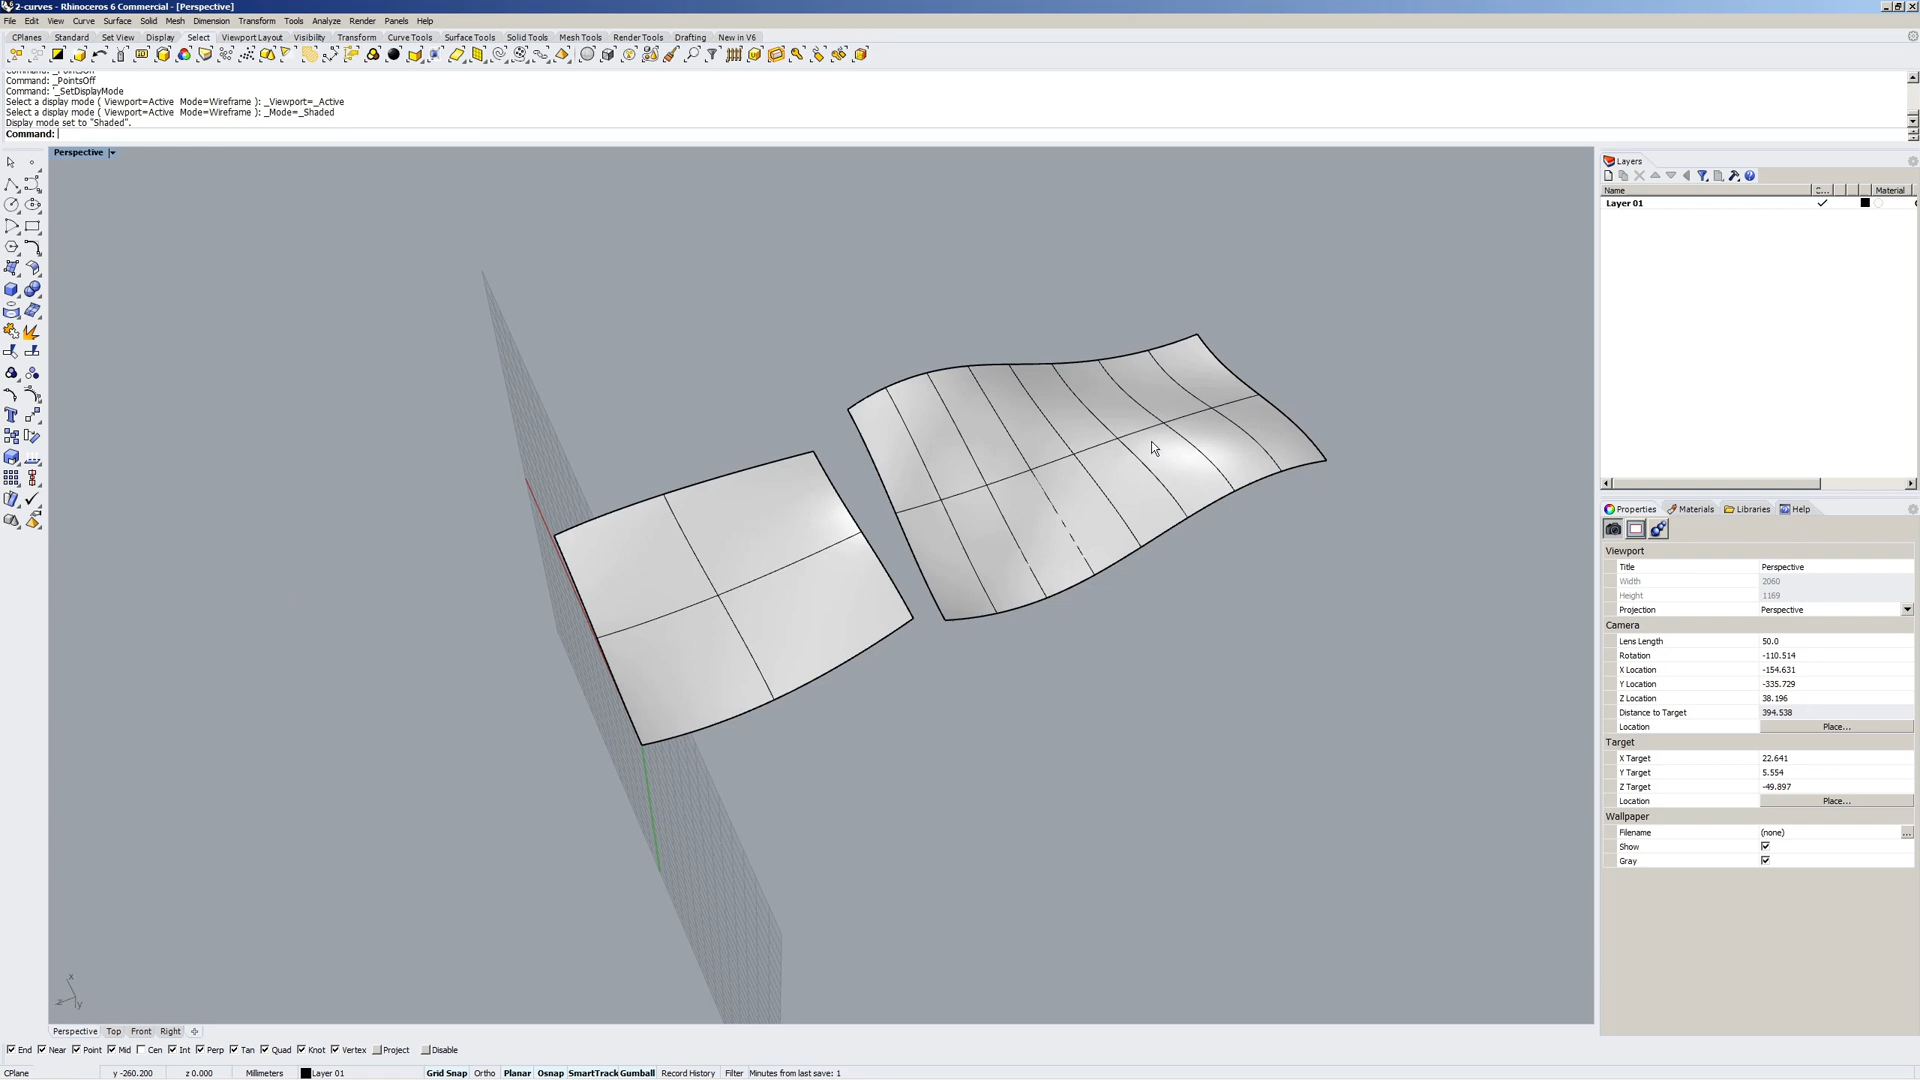 2-curves - Rhinoceros 6 Commercial - [Perspective]
File Edit View Curve Surface Solid Mesh Dimension Transform Tools Analyze Render Panels Help
CPlanes Standard Set View Display Select Viewport Layout Visibility Transform Curve Tools Surface Tools Solid Tools Mesh Tools Render Tools Drafting New in V6
Command: _PointsOff
Command: _PointsOff
Command: '_SetDisplayMode
Select a display mode ( Viewport=Active Mode=Wireframe ): _Viewport=_Active
Select a display mode ( Viewport=Active Mode=Wireframe ): _Mode=_Shaded
Display mode set to "Shaded".
Command:
Perspective
Layers
Name C... Material
Layer 01
Properties Materials Libraries Help
Viewport
Title Perspective
Width 2060
Height 1169
Projection Perspective
Camera
Lens Length 50.0
Rotation -110.514
X Location -154.631
Y Location -335.729
Z Location 38.196
Distance to Target 394.538
Location Place...
Target
X Target 22.641
Y Target 5.554
Z Target -49.897
Location Place...
Wallpaper
Filename (none) ...
Show
Gray
x
z y
Perspective Top Front Right
End Near Point Mid Cen Int Perp Tan Quad Knot Vertex Project Disable
CPlane y -260.200 z 0.000 Millimeters Layer 01 Grid Snap Ortho Planar Osnap SmartTrack Gumball Record History Filter Minutes from last save: 1